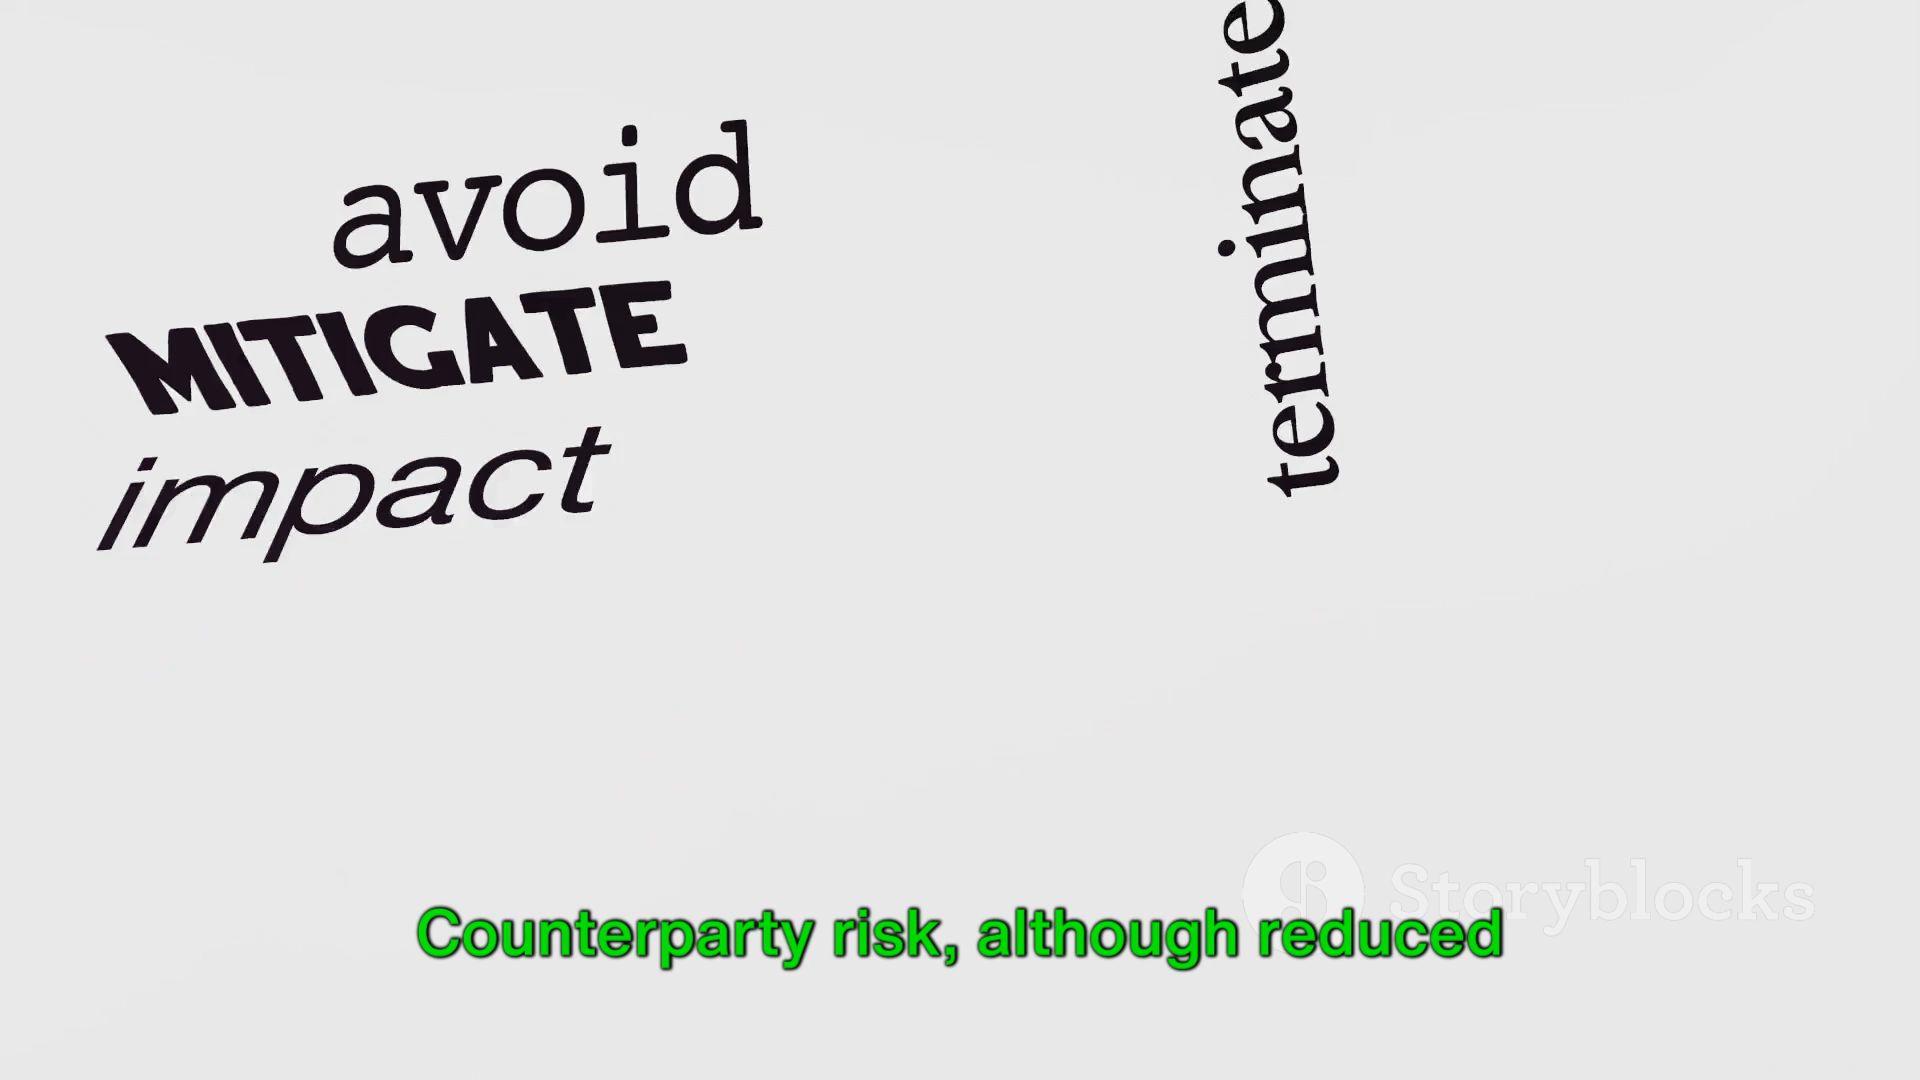 avoid
MITIGATE
impact
terminate
Storyblocks
Counterparty risk, although reduced